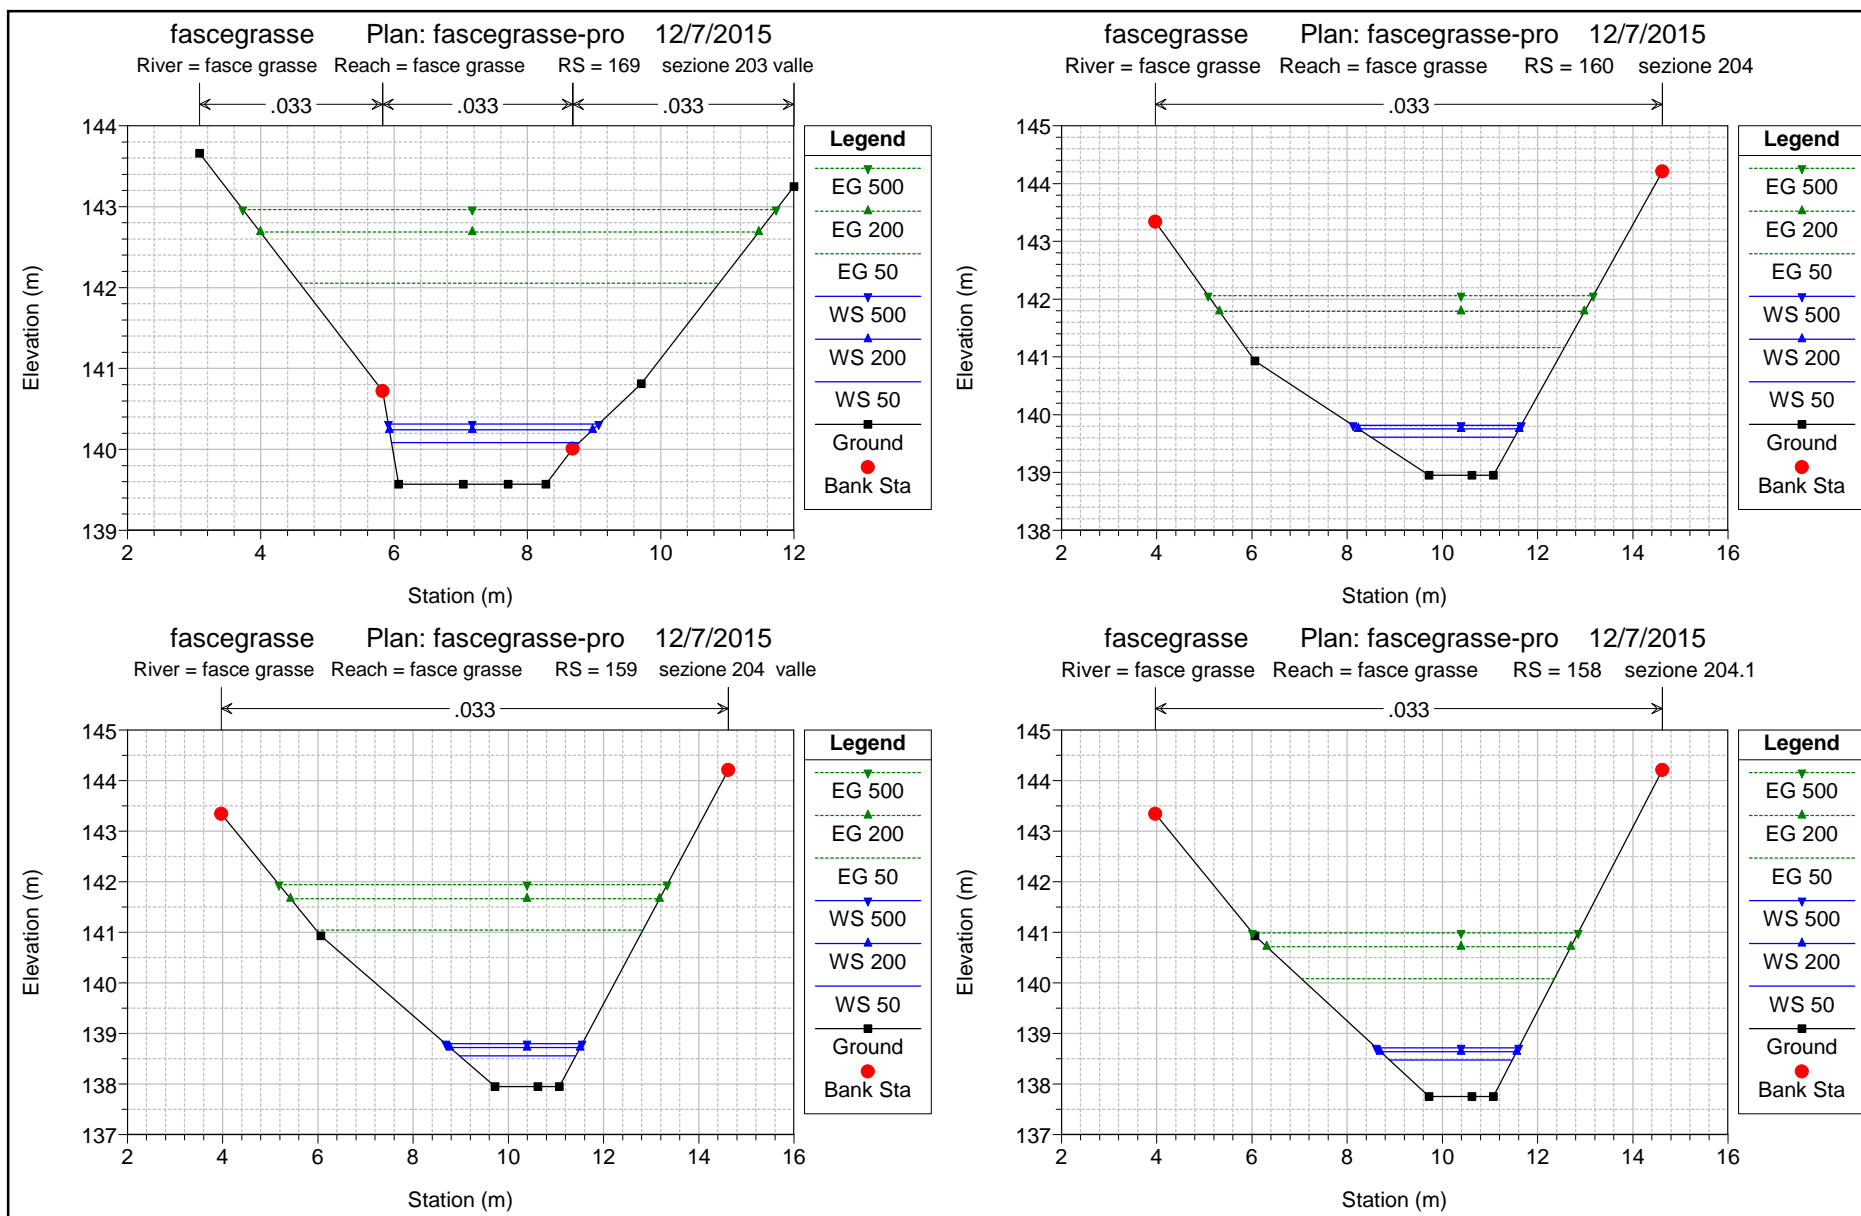 fascegrasse Plan: fascegrasse-pro 12/7/2015
River = fasce grasse Reach = fasce grasse RS = 169 sezione 203 valle
.033 .033 .033
144
143
142
141
140
139
2 4 6 8 10 12
Station (m)
Elevation (m)
Legend
EG 500
EG 200
EG 50
WS 500
WS 200
WS 50
Ground
Bank Sta
fascegrasse Plan: fascegrasse-pro 12/7/2015
River = fasce grasse Reach = fasce grasse RS = 160 sezione 204
.033
145
144
143
142
141
140
139
138
2 4 6 8 10 12 14 16
Station (m)
Elevation (m)
Legend
EG 500
EG 200
EG 50
WS 500
WS 200
WS 50
Ground
Bank Sta
fascegrasse Plan: fascegrasse-pro 12/7/2015
River = fasce grasse Reach = fasce grasse RS = 159 sezione 204 valle
.033
145
144
143
142
141
140
139
138
137
2 4 6 8 10 12 14 16
Station (m)
Elevation (m)
Legend
EG 500
EG 200
EG 50
WS 500
WS 200
WS 50
Ground
Bank Sta
fascegrasse Plan: fascegrasse-pro 12/7/2015
River = fasce grasse Reach = fasce grasse RS = 158 sezione 204.1
.033
145
144
143
142
141
140
139
138
137
2 4 6 8 10 12 14 16
Station (m)
Elevation (m)
Legend
EG 500
EG 200
EG 50
WS 500
WS 200
WS 50
Ground
Bank Sta